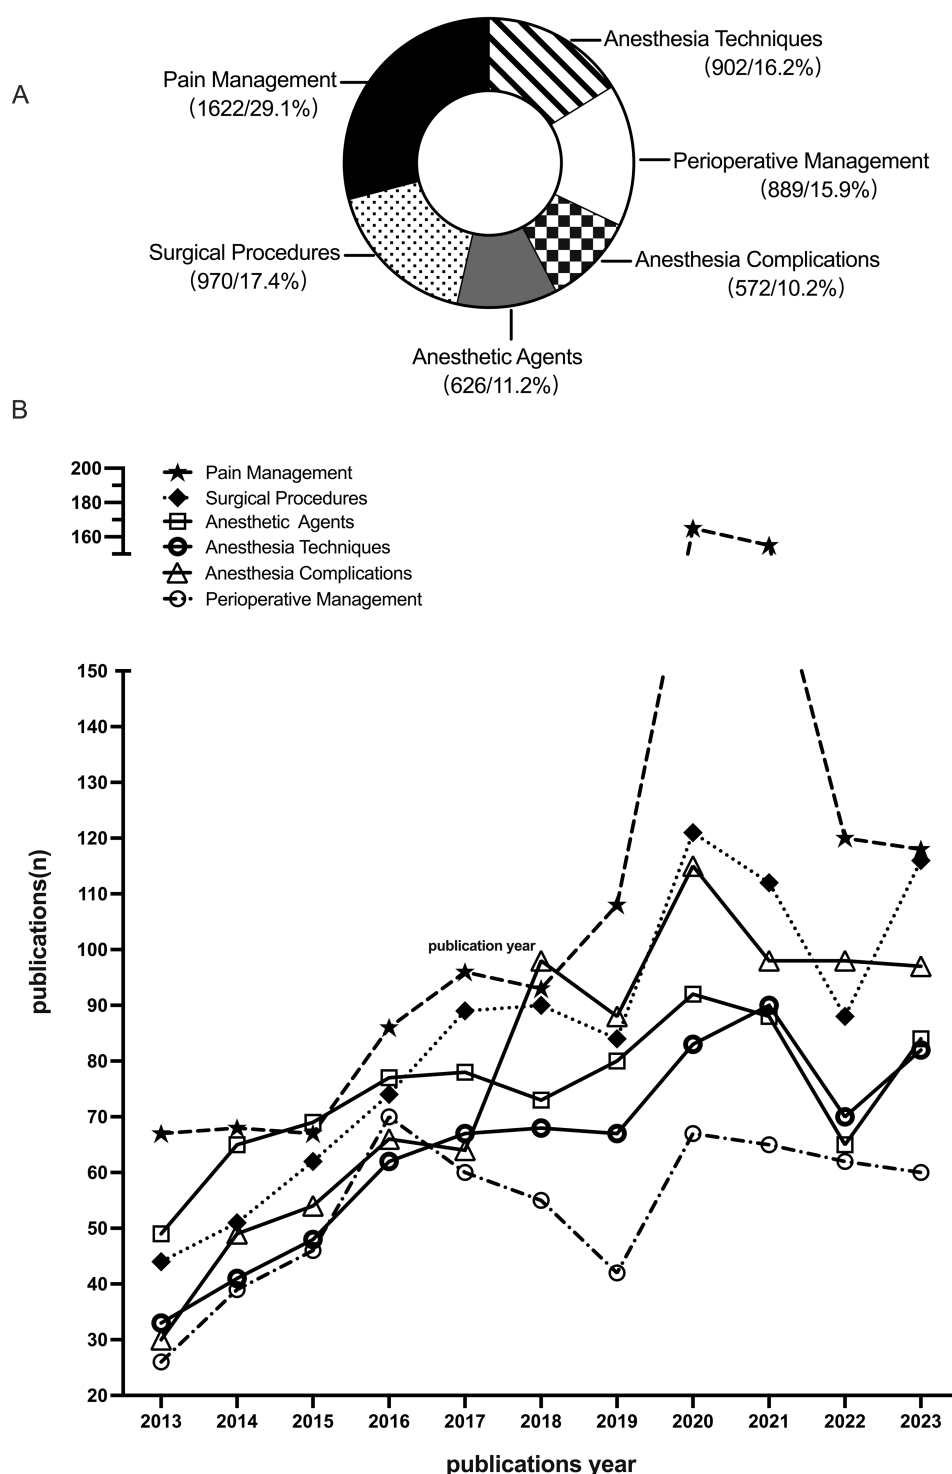 A
Anesthesia Techniques
(902/16.2%)
Pain Management
(1622/29.1%)
Perioperative Management
(889/15.9%)
Surgical Procedures
(970/17.4%)
Anesthesia Complications
(572/10.2%)
Anesthetic Agents
(626/11.2%)
B
200
180
160
Pain Management
Surgical Procedures
Anesthetic Agents
Anesthesia Techniques
Anesthesia Complications
Perioperative Management
150
140
130
120
110
100
90
80
70
60
50
40
30
20
publications(n)
publication year
2013 2014 2015 2016 2017 2018 2019 2020 2021 2022 2023
publications year